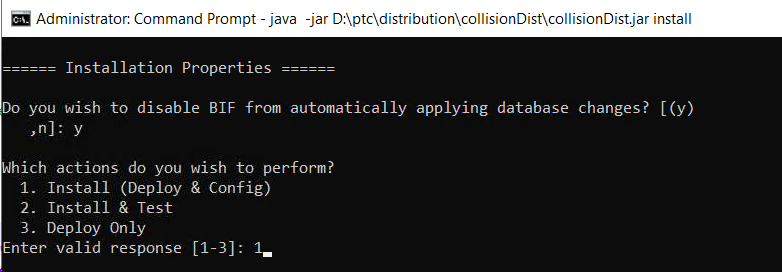 Administrator: Command Prompt - java  -jar D:\ptc\distribution\collisionDist\collisionDist.jar install
====== Installation Properties ======
Do you wish to disable BIF from automatically applying database changes? [(y)
,n]: y
Which actions do you wish to perform?
1. Install (Deploy & Config)
2. Install & Test
3. Deploy Only
Enter valid response [1-3]: 1